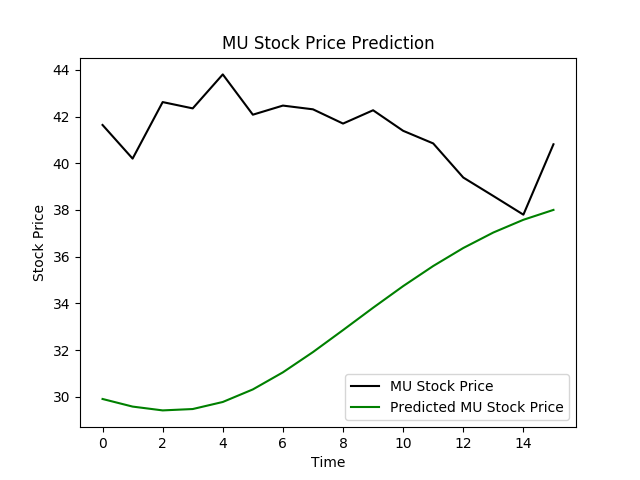 MU Stock Price Prediction
44
42
40
38
36
34
32
30
Stock Price
MU Stock Price
Predicted MU Stock Price
0 2 4 6 8 10 12 14
Time